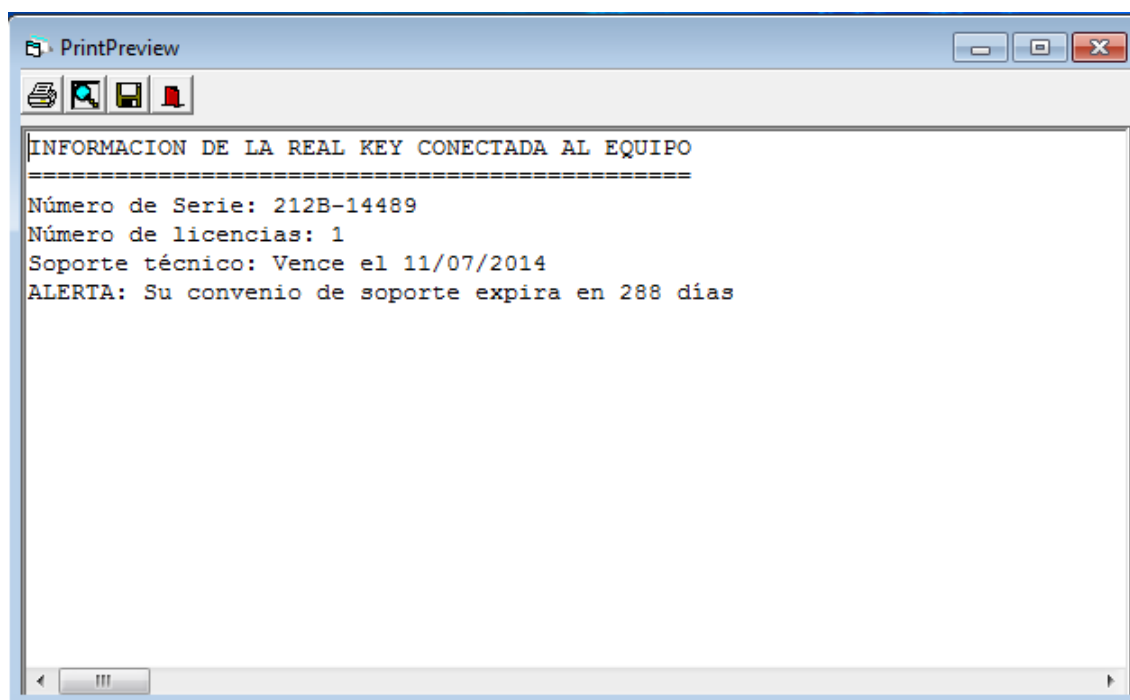 PrintPreview
INFORMACION DE LA REAL KEY CONECTADA AL EQUIPO
==============================================
Número de Serie: 212B-14489
Número de licencias: 1
Soporte técnico: Vence el 11/07/2014
ALERTA: Su convenio de soporte expira en 288 días